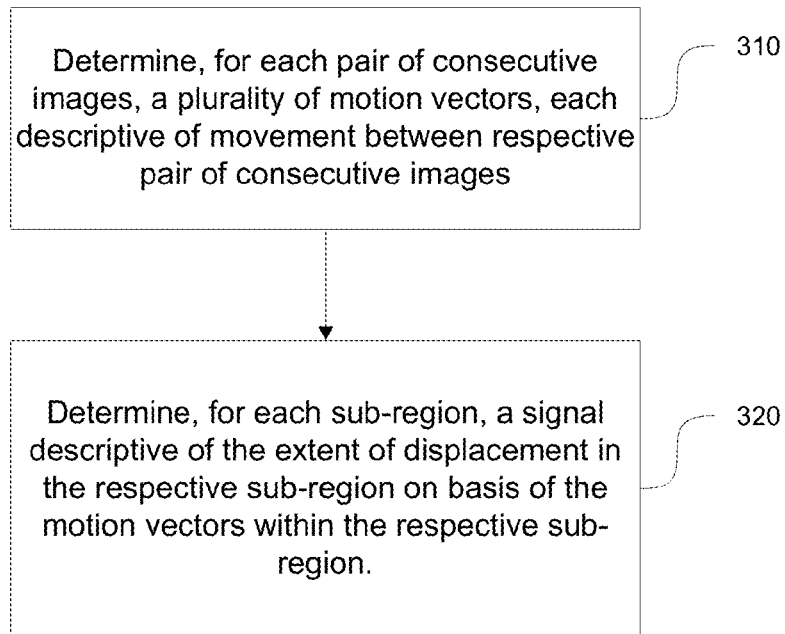 Determine, for each pair of consecutive
images, a plurality of motion vectors, each
descriptive of movement between respective
pair of consecutive images
310
Determine, for each sub-region, a signal
descriptive of the extent of displacement in
the respective sub-region on basis of the
motion vectors within the respective sub-
region.
320